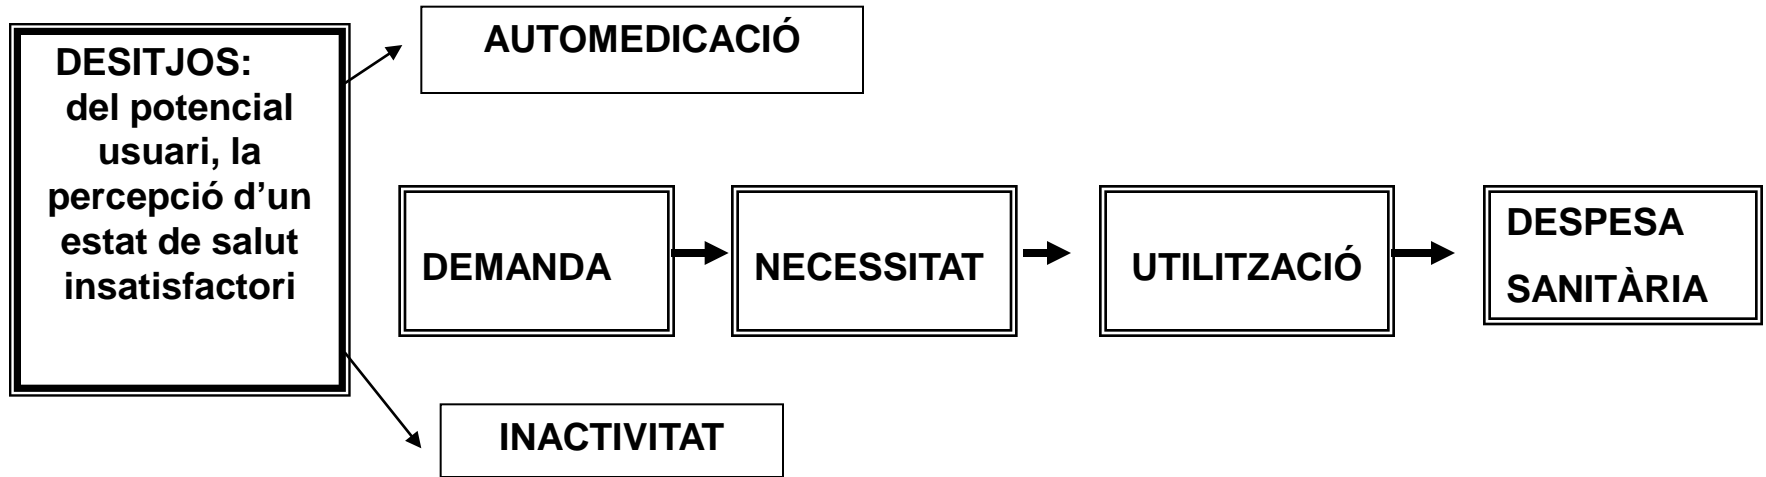 DESITJOS:
del potencial
usuari, la
percepció d’un
estat de salut
insatisfactori
AUTOMEDICACIÓ
DEMANDA
NECESSITAT
UTILITZACIÓ
DESPESA
SANITÀRIA
INACTIVITAT